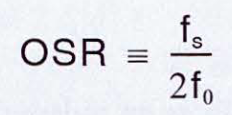 OSR ≡ fₛ / 2f₀